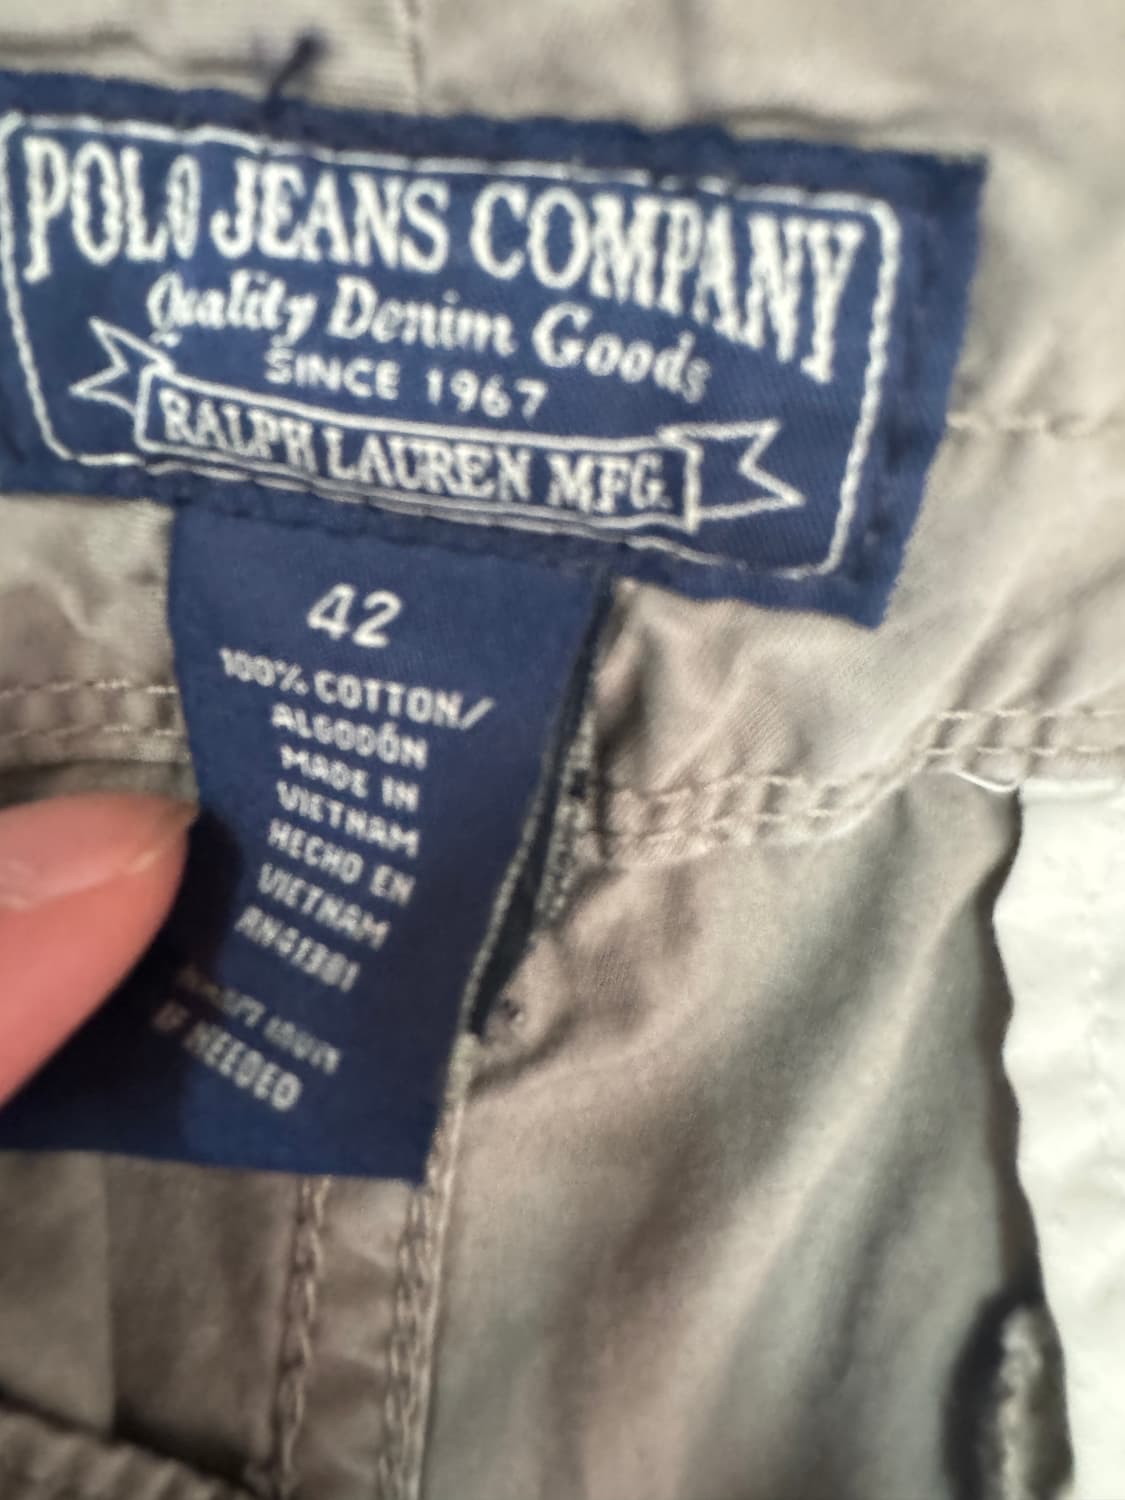 POLO JEANS COMPANY
Quality Denim Goods
SINCE 1967
RALPH LAUREN MFG.
42
100% COTTON/
ALGODÓN
MADE IN
VIETNAM
HECHO EN
VIETNAM
IF NEEDED